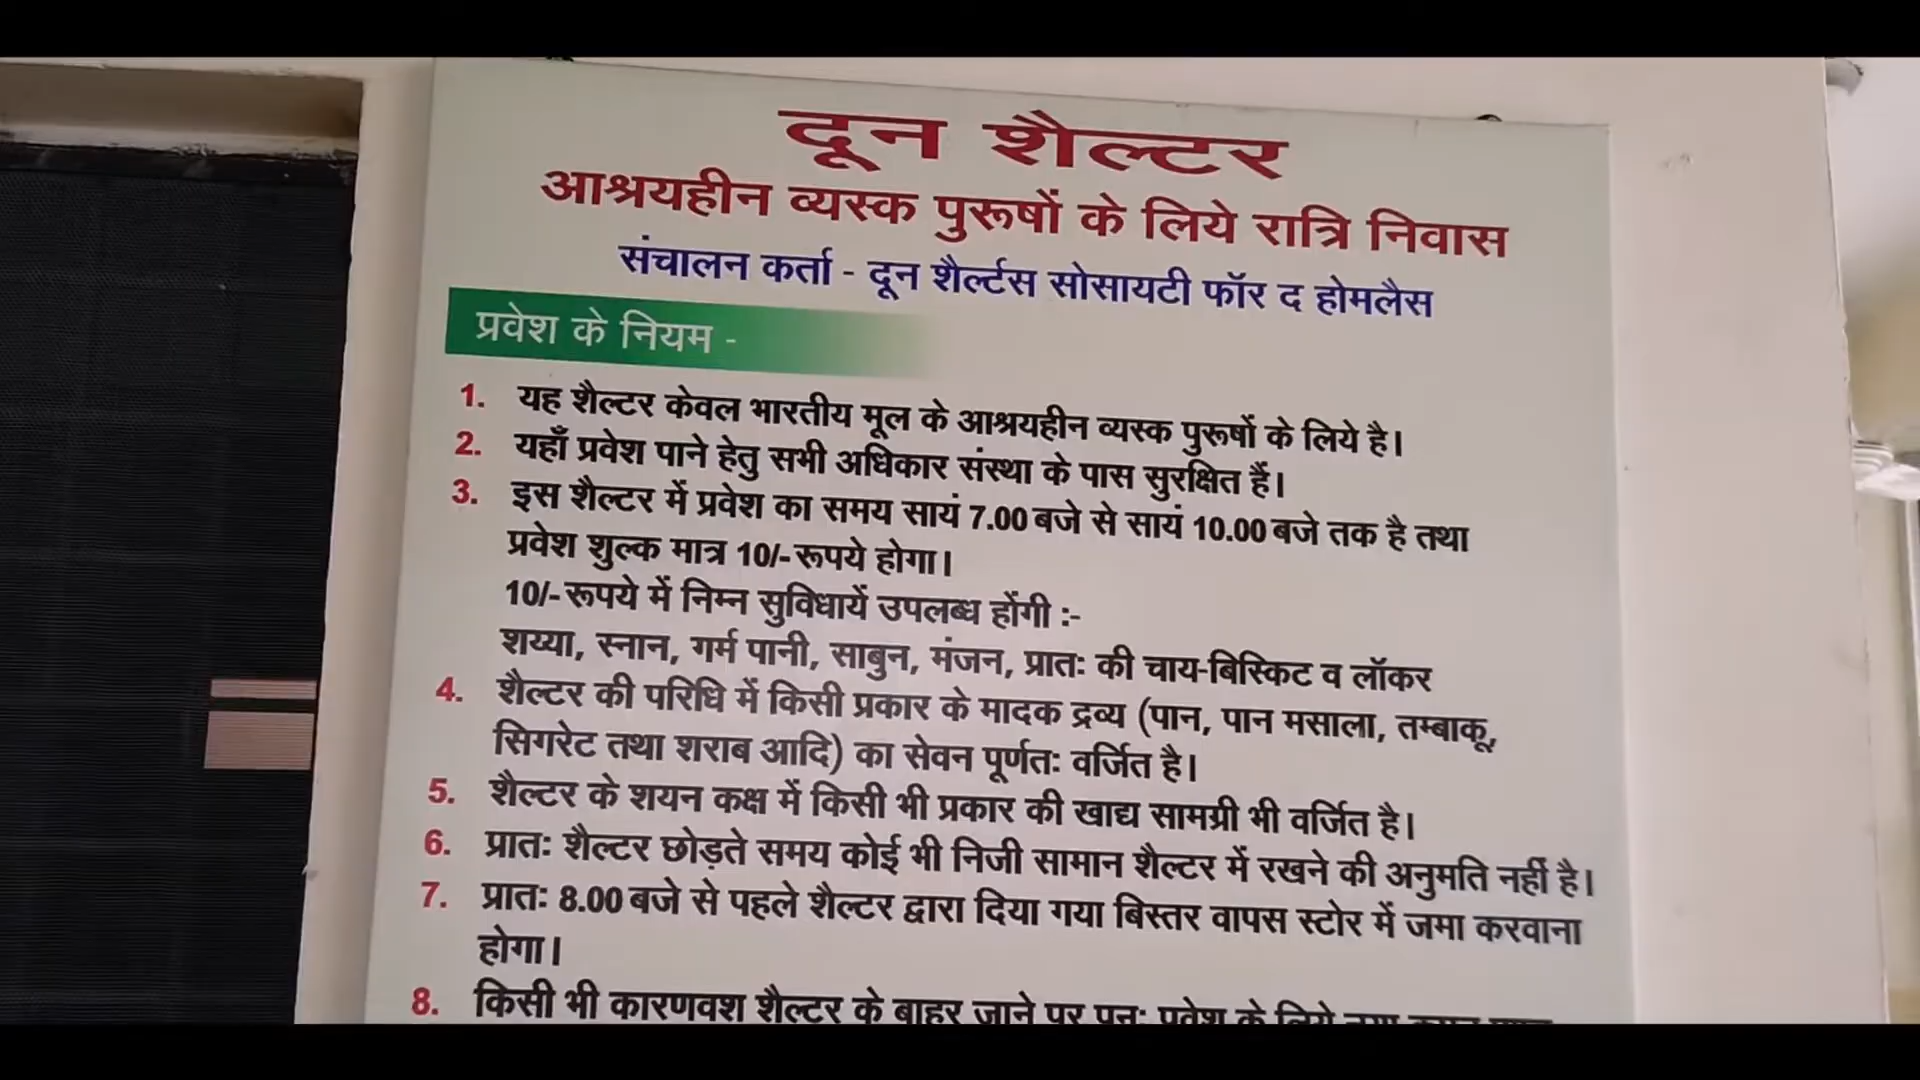 दून शैल्टर
आश्रयहीन व्यस्क पुरूषों के लिये रात्रि निवास
संचालन कर्ता - दून शैर्ल्टस सोसायटी फॉर द होमलैस
प्रवेश के नियम -
1. यह शैल्टर केवल भारतीय मूल के आश्रयहीन व्यस्क पुरूषों के लिये है।
2. यहाँ प्रवेश पाने हेतु सभी अधिकार संस्था के पास सुरक्षित हैं।
3. इस शैल्टर में प्रवेश का समय सायं 7.00 बजे से सायं 10.00 बजे तक है तथा
प्रवेश शुल्क मात्र 10/- रूपये होगा।
10/- रूपये में निम्न सुविधायें उपलब्ध होंगी :-
शय्या, स्नान, गर्म पानी, साबुन, मंजन, प्रातः की चाय-बिस्किट व लॉकर
4. शैल्टर की परिधि में किसी प्रकार के मादक द्रव्य (पान, पान मसाला, तम्बाकू,
सिगरेट तथा शराब आदि) का सेवन पूर्णतः वर्जित है।
5. शैल्टर के शयन कक्ष में किसी भी प्रकार की खाद्य सामग्री भी वर्जित है।
6. प्रातः शैल्टर छोड़ते समय कोई भी निजी सामान शैल्टर में रखने की अनुमति नहीं है।
7. प्रातः 8.00 बजे से पहले शैल्टर द्वारा दिया गया बिस्तर वापस स्टोर में जमा करवाना
होगा।
8. किसी भी कारणवश शैल्टर के बाहर जाने पर पुनः प्रवेश के लिये